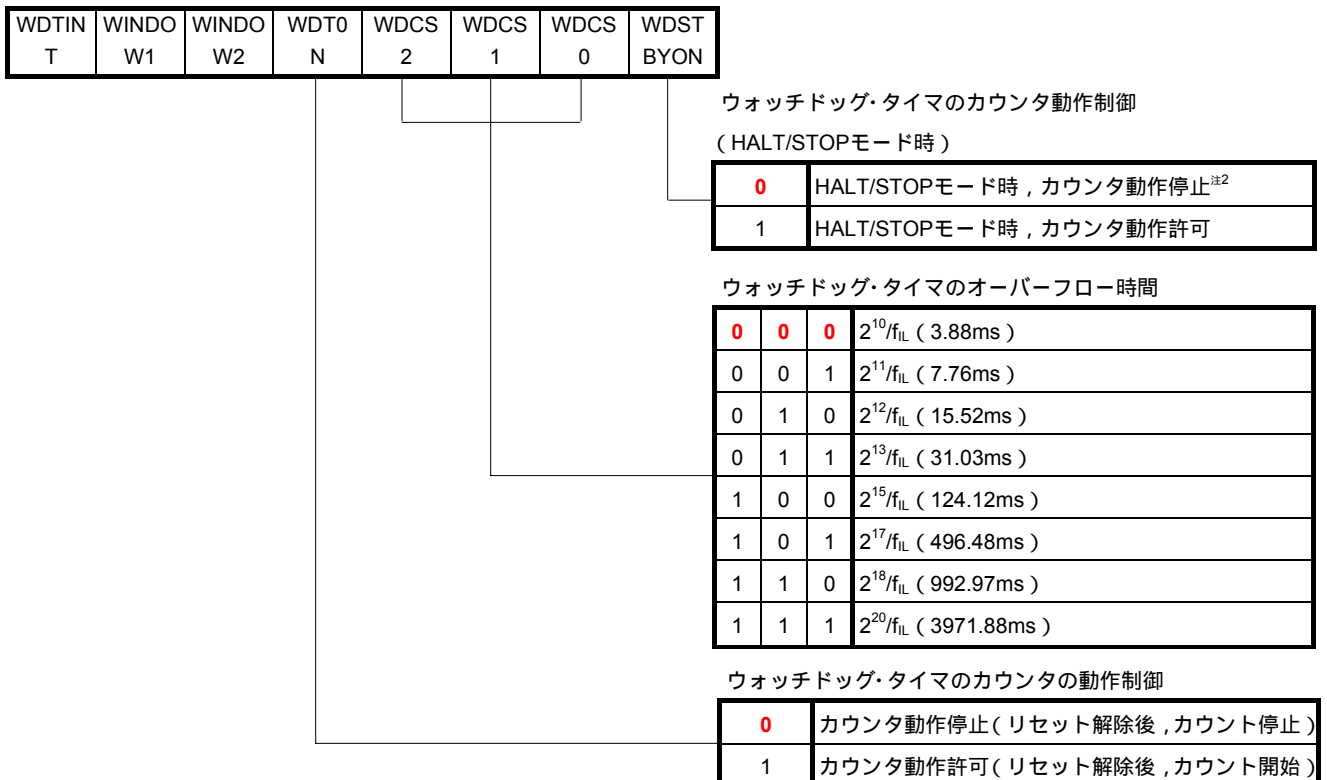 WDTIN WINDO WINDO WDT0 WDCS WDCS WDCS WDST
T W1 W2 N 2 1 0 BYON
ウォッチドッグ・タイマのカウンタ動作制御
（HALT/STOPモード時）
0 HALT/STOPモード時，カウンタ動作停止注2
1 HALT/STOPモード時，カウンタ動作許可
ウォッチドッグ・タイマのオーバーフロー時間
0 0 0 2^10/fIL（3.88ms）
0 0 1 2^11/fIL（7.76ms）
0 1 0 2^12/fIL（15.52ms）
0 1 1 2^13/fIL（31.03ms）
1 0 0 2^15/fIL（124.12ms）
1 0 1 2^17/fIL（496.48ms）
1 1 0 2^18/fIL（992.97ms）
1 1 1 2^20/fIL（3971.88ms）
ウォッチドッグ・タイマのカウンタの動作制御
0 カウンタ動作停止（リセット解除後，カウント停止）
1 カウンタ動作許可（リセット解除後，カウント開始）